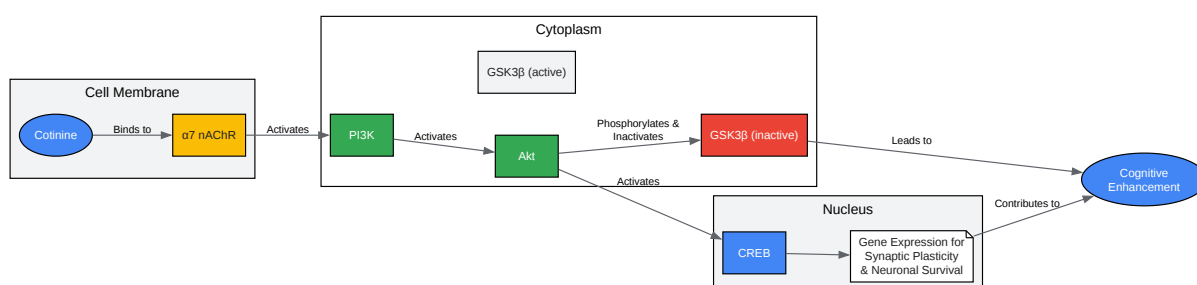 Cytoplasm
GSK3β (active)
Cell Membrane
Cotinine
Binds to
α7 nAChR
Activates
PI3K
Activates
Akt
Phosphorylates &
Inactivates
GSK3β (inactive)
Leads to
Activates
Cognitive
Enhancement
Nucleus
CREB
Gene Expression for
Synaptic Plasticity
& Neuronal Survival
Contributes to